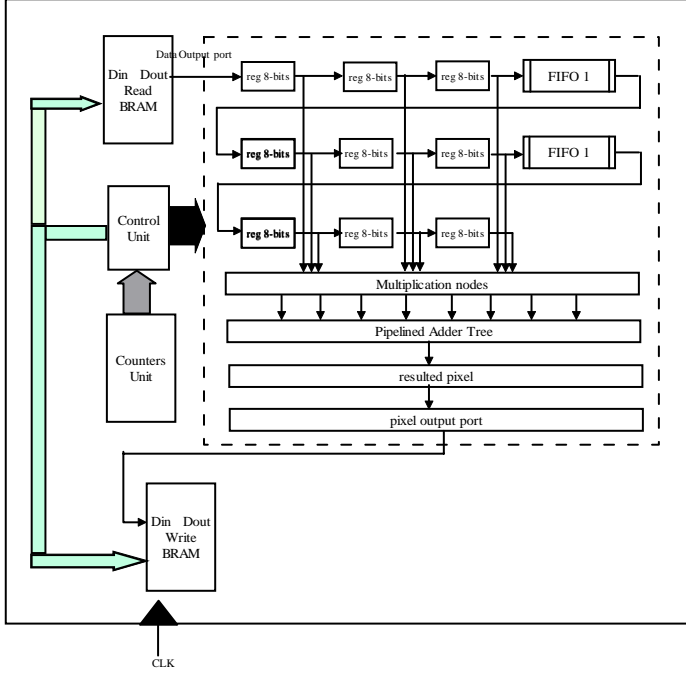 Data Output port
Din Dout
Read
BRAM
reg 8-bits
reg 8-bits
reg 8-bits
FIFO 1
reg 8-bits
reg 8-bits
reg 8-bits
FIFO 1
Control
Unit
reg 8-bits
reg 8-bits
reg 8-bits
Multiplication nodes
Pipelined Adder Tree
Counters
Unit
resulted pixel
pixel output port
Din Dout
Write
BRAM
CLK